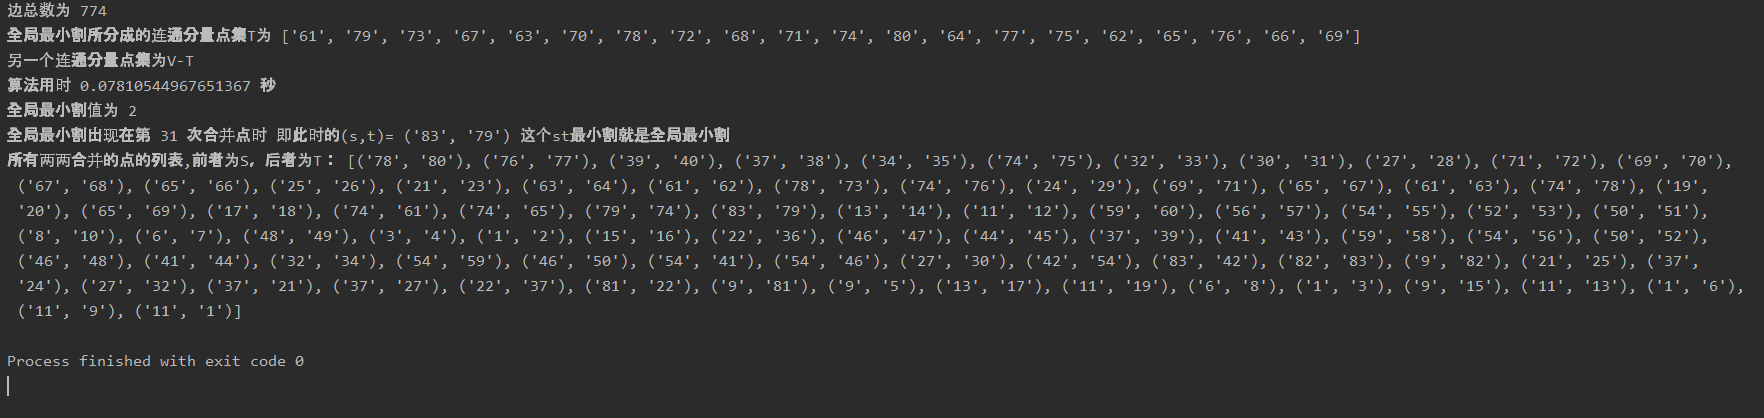 边总数为 774
全局最小割所分成的连通分量点集T为 ['61', '79', '73', '67', '63', '70', '78', '72', '68', '71', '74', '80', '64', '77', '75', '62', '65', '76', '66', '69']
另一个连通分量点集为V-T
算法用时 0.07810544967651367 秒
全局最小割值为 2
全局最小割出现在第 31 次合并点时 即此时的(s,t)= ('83', '79') 这个st最小割就是全局最小割
所有两两合并的点的列表,前者为S，后者为T： [('78', '80'), ('76', '77'), ('39', '40'), ('37', '38'), ('34', '35'), ('74', '75'), ('32', '33'), ('30', '31'), ('27', '28'), ('71', '72'), ('69', '70'),
('67', '68'), ('65', '66'), ('25', '26'), ('21', '23'), ('63', '64'), ('61', '62'), ('78', '73'), ('74', '76'), ('24', '29'), ('69', '71'), ('65', '67'), ('61', '63'), ('74', '78'), ('19',
'20'), ('65', '69'), ('17', '18'), ('74', '61'), ('74', '65'), ('79', '74'), ('83', '79'), ('13', '14'), ('11', '12'), ('59', '60'), ('56', '57'), ('54', '55'), ('52', '53'), ('50', '51'),
('8', '10'), ('6', '7'), ('48', '49'), ('3', '4'), ('1', '2'), ('15', '16'), ('22', '36'), ('46', '47'), ('44', '45'), ('37', '39'), ('41', '43'), ('59', '58'), ('54', '56'), ('50', '52'),
('46', '48'), ('41', '44'), ('32', '34'), ('54', '59'), ('46', '50'), ('54', '41'), ('54', '46'), ('27', '30'), ('42', '54'), ('83', '42'), ('82', '83'), ('9', '82'), ('21', '25'), ('37',
'24'), ('27', '32'), ('37', '21'), ('37', '27'), ('22', '37'), ('81', '22'), ('9', '81'), ('9', '5'), ('13', '17'), ('11', '19'), ('6', '8'), ('1', '3'), ('9', '15'), ('11', '13'), ('1', '6'),
('11', '9'), ('11', '1')]
Process finished with exit code 0